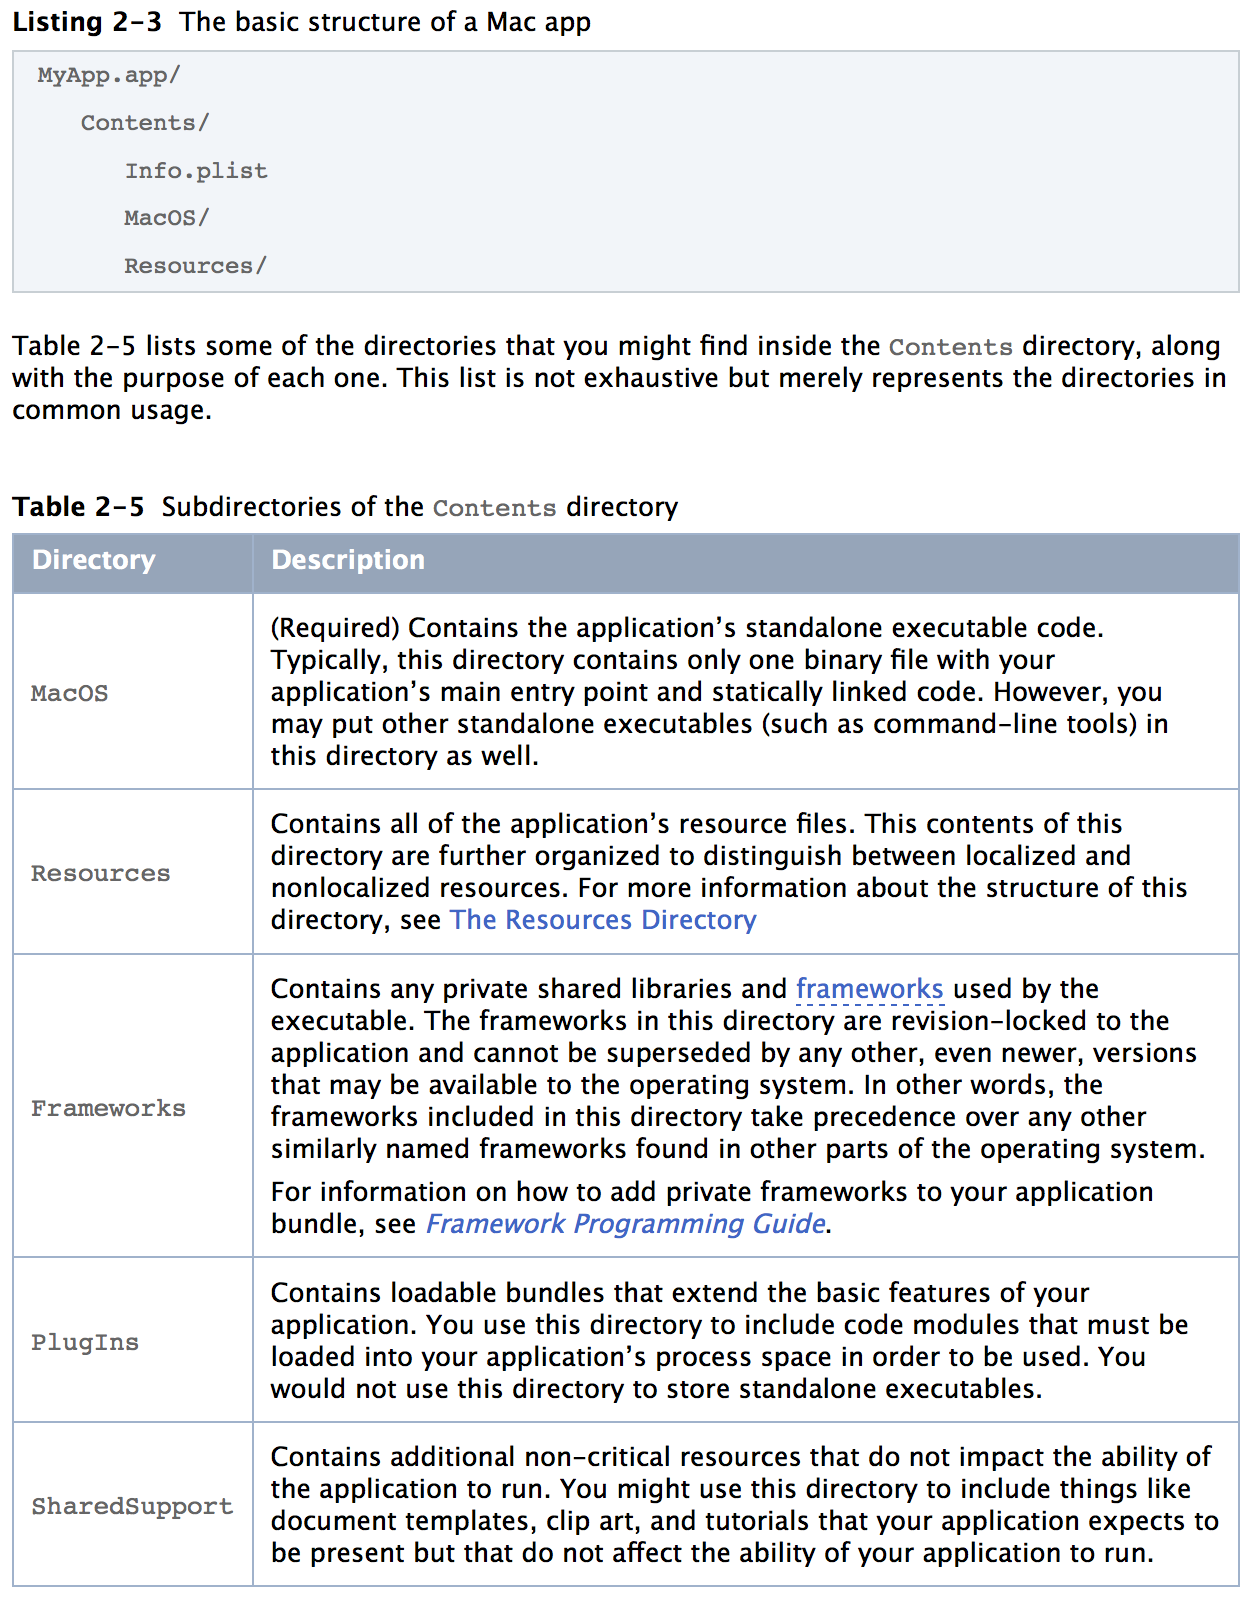 Listing 2-3 The basic structure of a Mac app
MyApp.app/
Contents/
Info.plist
MacOS/
Resources/
Table 2-5 lists some of the directories that you might find inside the Contents directory, along
with the purpose of each one. This list is not exhaustive but merely represents the directories in
common usage.
Table 2-5 Subdirectories of the Contents directory
Directory Description
MacOS
(Required) Contains the application’s standalone executable code.
Typically, this directory contains only one binary file with your
application’s main entry point and statically linked code. However, you
may put other standalone executables (such as command-line tools) in
this directory as well.
Resources
Contains all of the application’s resource files. This contents of this
directory are further organized to distinguish between localized and
nonlocalized resources. For more information about the structure of this
directory, see The Resources Directory
Frameworks
Contains any private shared libraries and frameworks used by the
executable. The frameworks in this directory are revision-locked to the
application and cannot be superseded by any other, even newer, versions
that may be available to the operating system. In other words, the
frameworks included in this directory take precedence over any other
similarly named frameworks found in other parts of the operating system.
For information on how to add private frameworks to your application
bundle, see Framework Programming Guide.
PlugIns
Contains loadable bundles that extend the basic features of your
application. You use this directory to include code modules that must be
loaded into your application’s process space in order to be used. You
would not use this directory to store standalone executables.
SharedSupport
Contains additional non-critical resources that do not impact the ability of
the application to run. You might use this directory to include things like
document templates, clip art, and tutorials that your application expects to
be present but that do not affect the ability of your application to run.